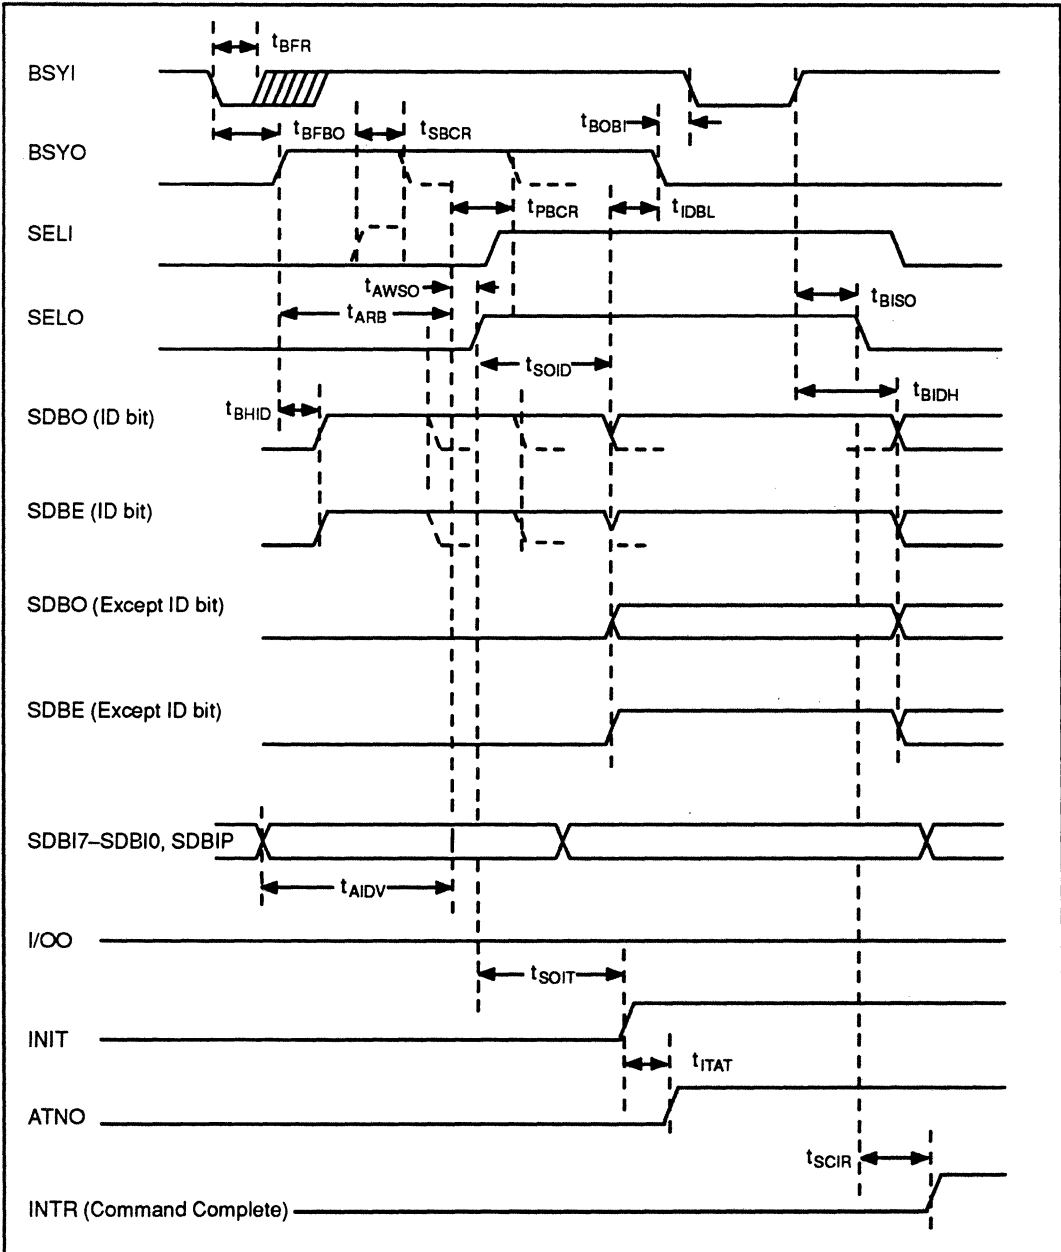 tBFR
BSYI
tBFBO
tSBCR
tBOBI
BSYO
tPBCR
tIDBL
SELI
tAWSO
tBISO
tARB
SELO
tSOID
tBIDH
tBHID
SDBO (ID bit)
SDBE (ID bit)
SDBO (Except ID bit)
SDBE (Except ID bit)
SDBI7–SDBI0, SDBIP
tAIDV
I/OO
tSOIT
INIT
tITAT
ATNO
tSCIR
INTR (Command Complete)